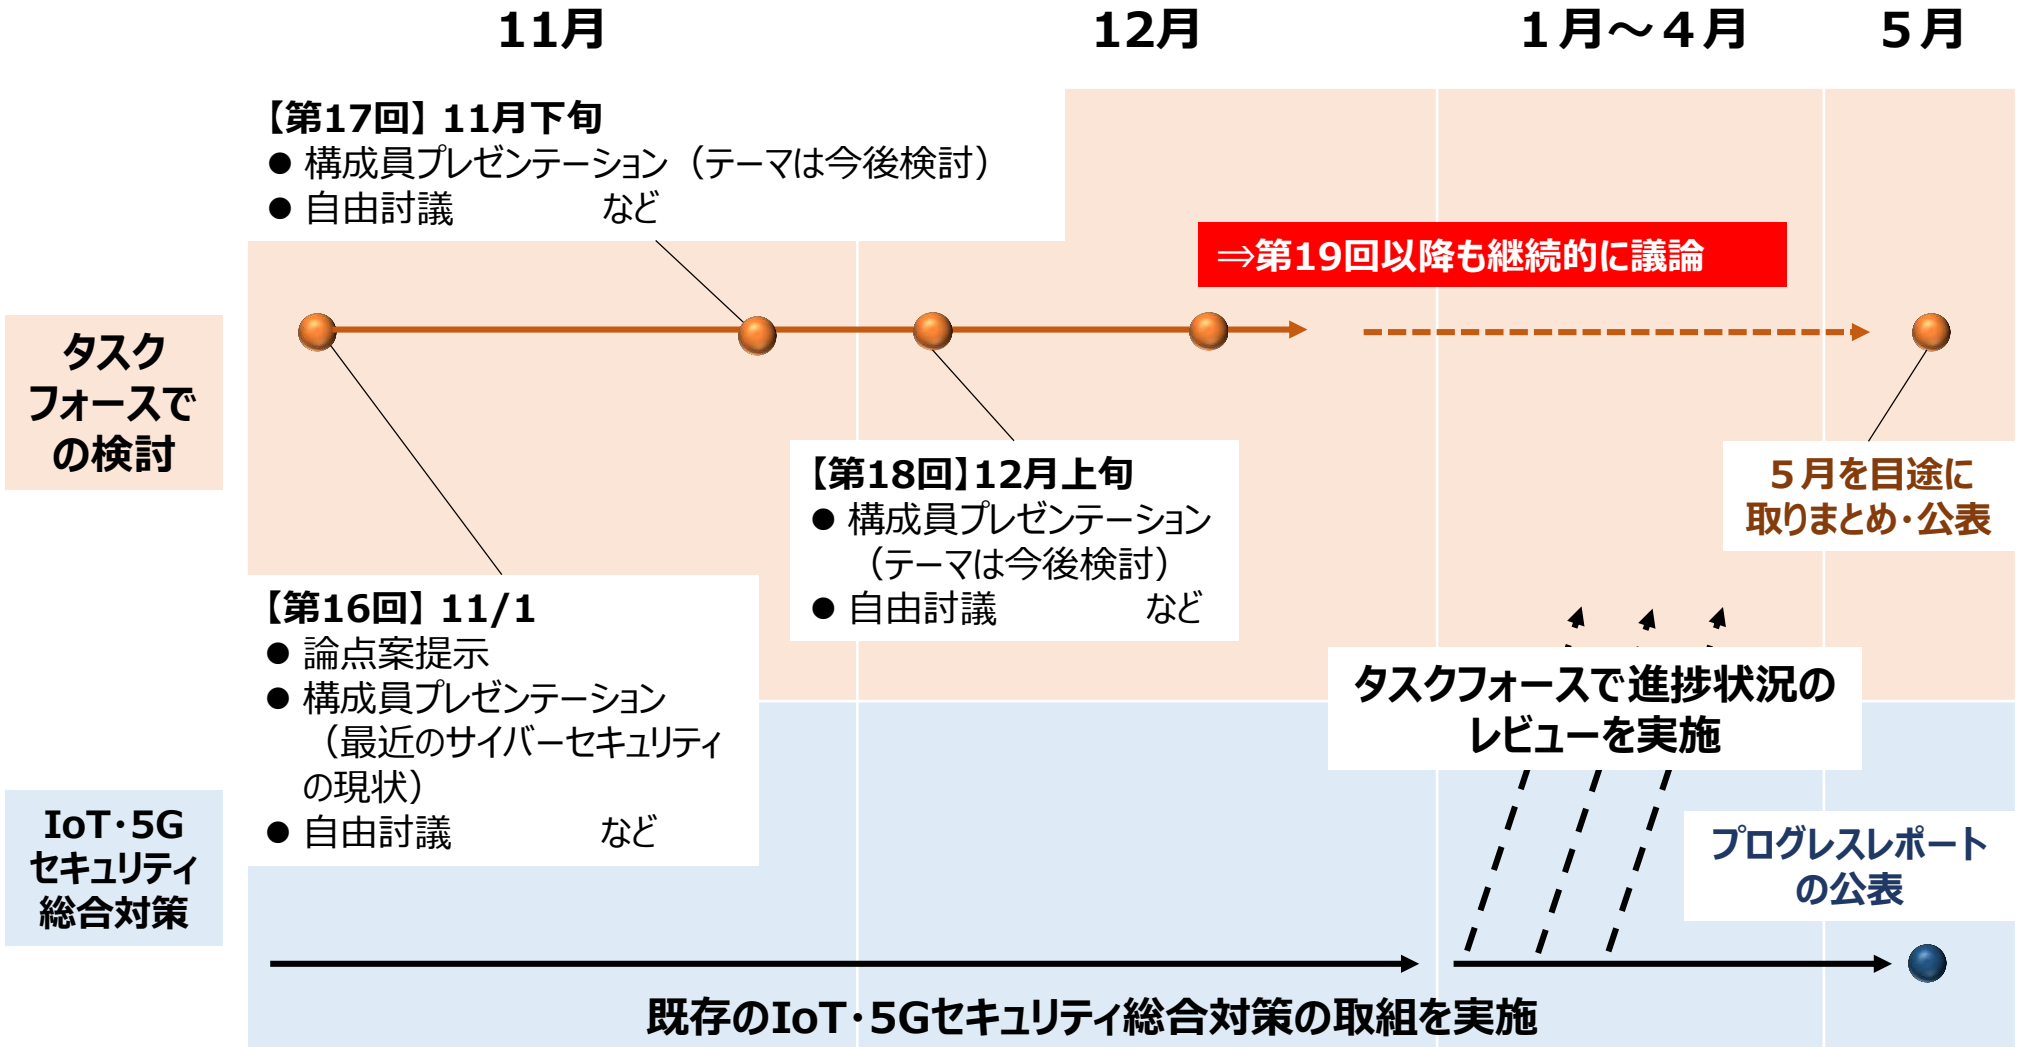 11月
12月
１月～４月
５月
【第17回】 11月下旬
● 構成員プレゼンテーション（テーマは今後検討）
● 自由討議　など
⇒第19回以降も継続的に議論
タスク
フォースで
の検討
【第18回】12月上旬
● 構成員プレゼンテーション
（テーマは今後検討）
● 自由討議　など
５月を目途に
取りまとめ・公表
【第16回】 11/1
● 論点案提示
● 構成員プレゼンテーション
（最近のサイバーセキュリティ
の現状）
● 自由討議　など
タスクフォースで進捗状況の
レビューを実施
IoT・5G
セキュリティ
総合対策
プログレスレポート
の公表
既存のIoT・5Gセキュリティ総合対策の取組を実施